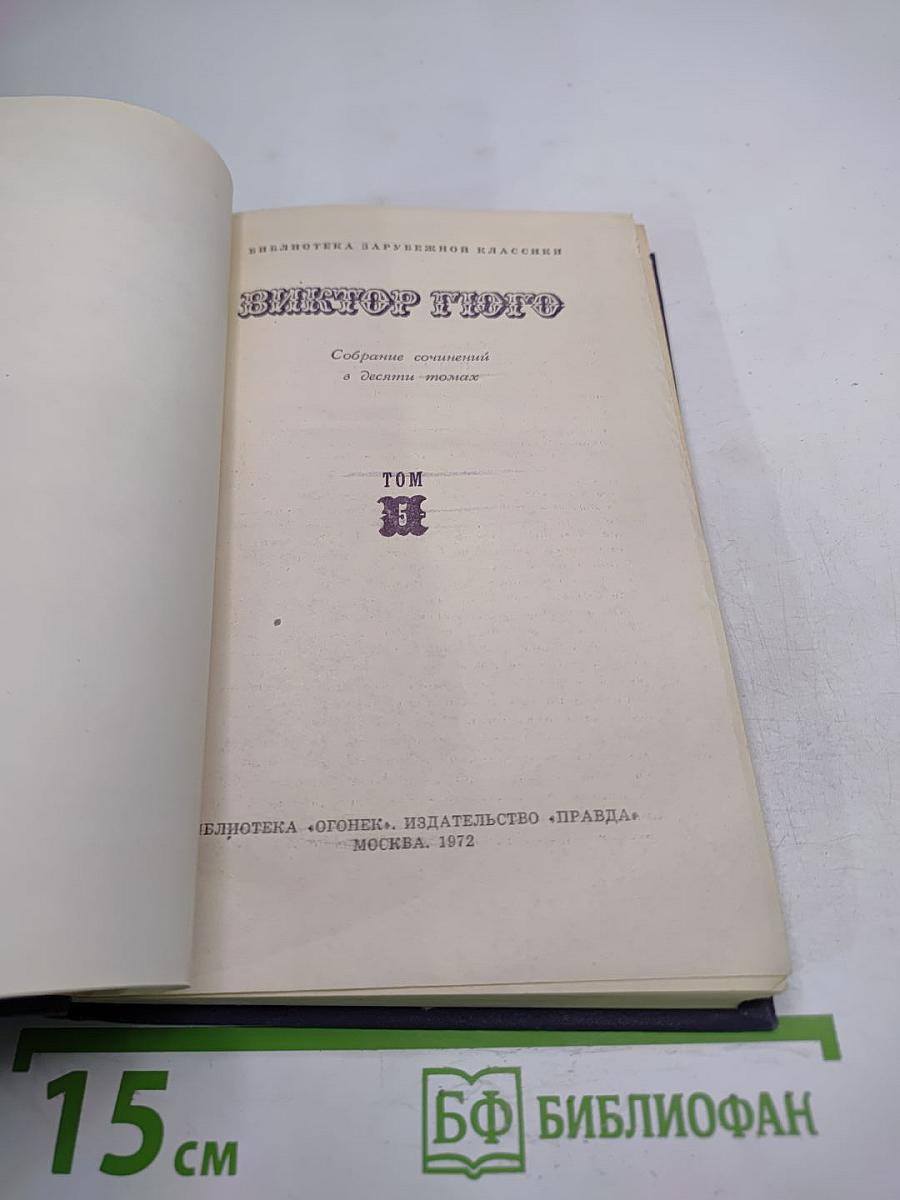 БИБЛИОТЕКА ЗАРУБЕЖНОЙ КЛАССИКИ
ВИКТОР ГЮГО
Собрание сочинений
в десяти томах
ТОМ
5
БЛИОТЕКА «ОГОНЕК». ИЗДАТЕЛЬСТВО «ПРАВДА»
МОСКВА. 1972
15 см
БФ БИБЛИОФАН